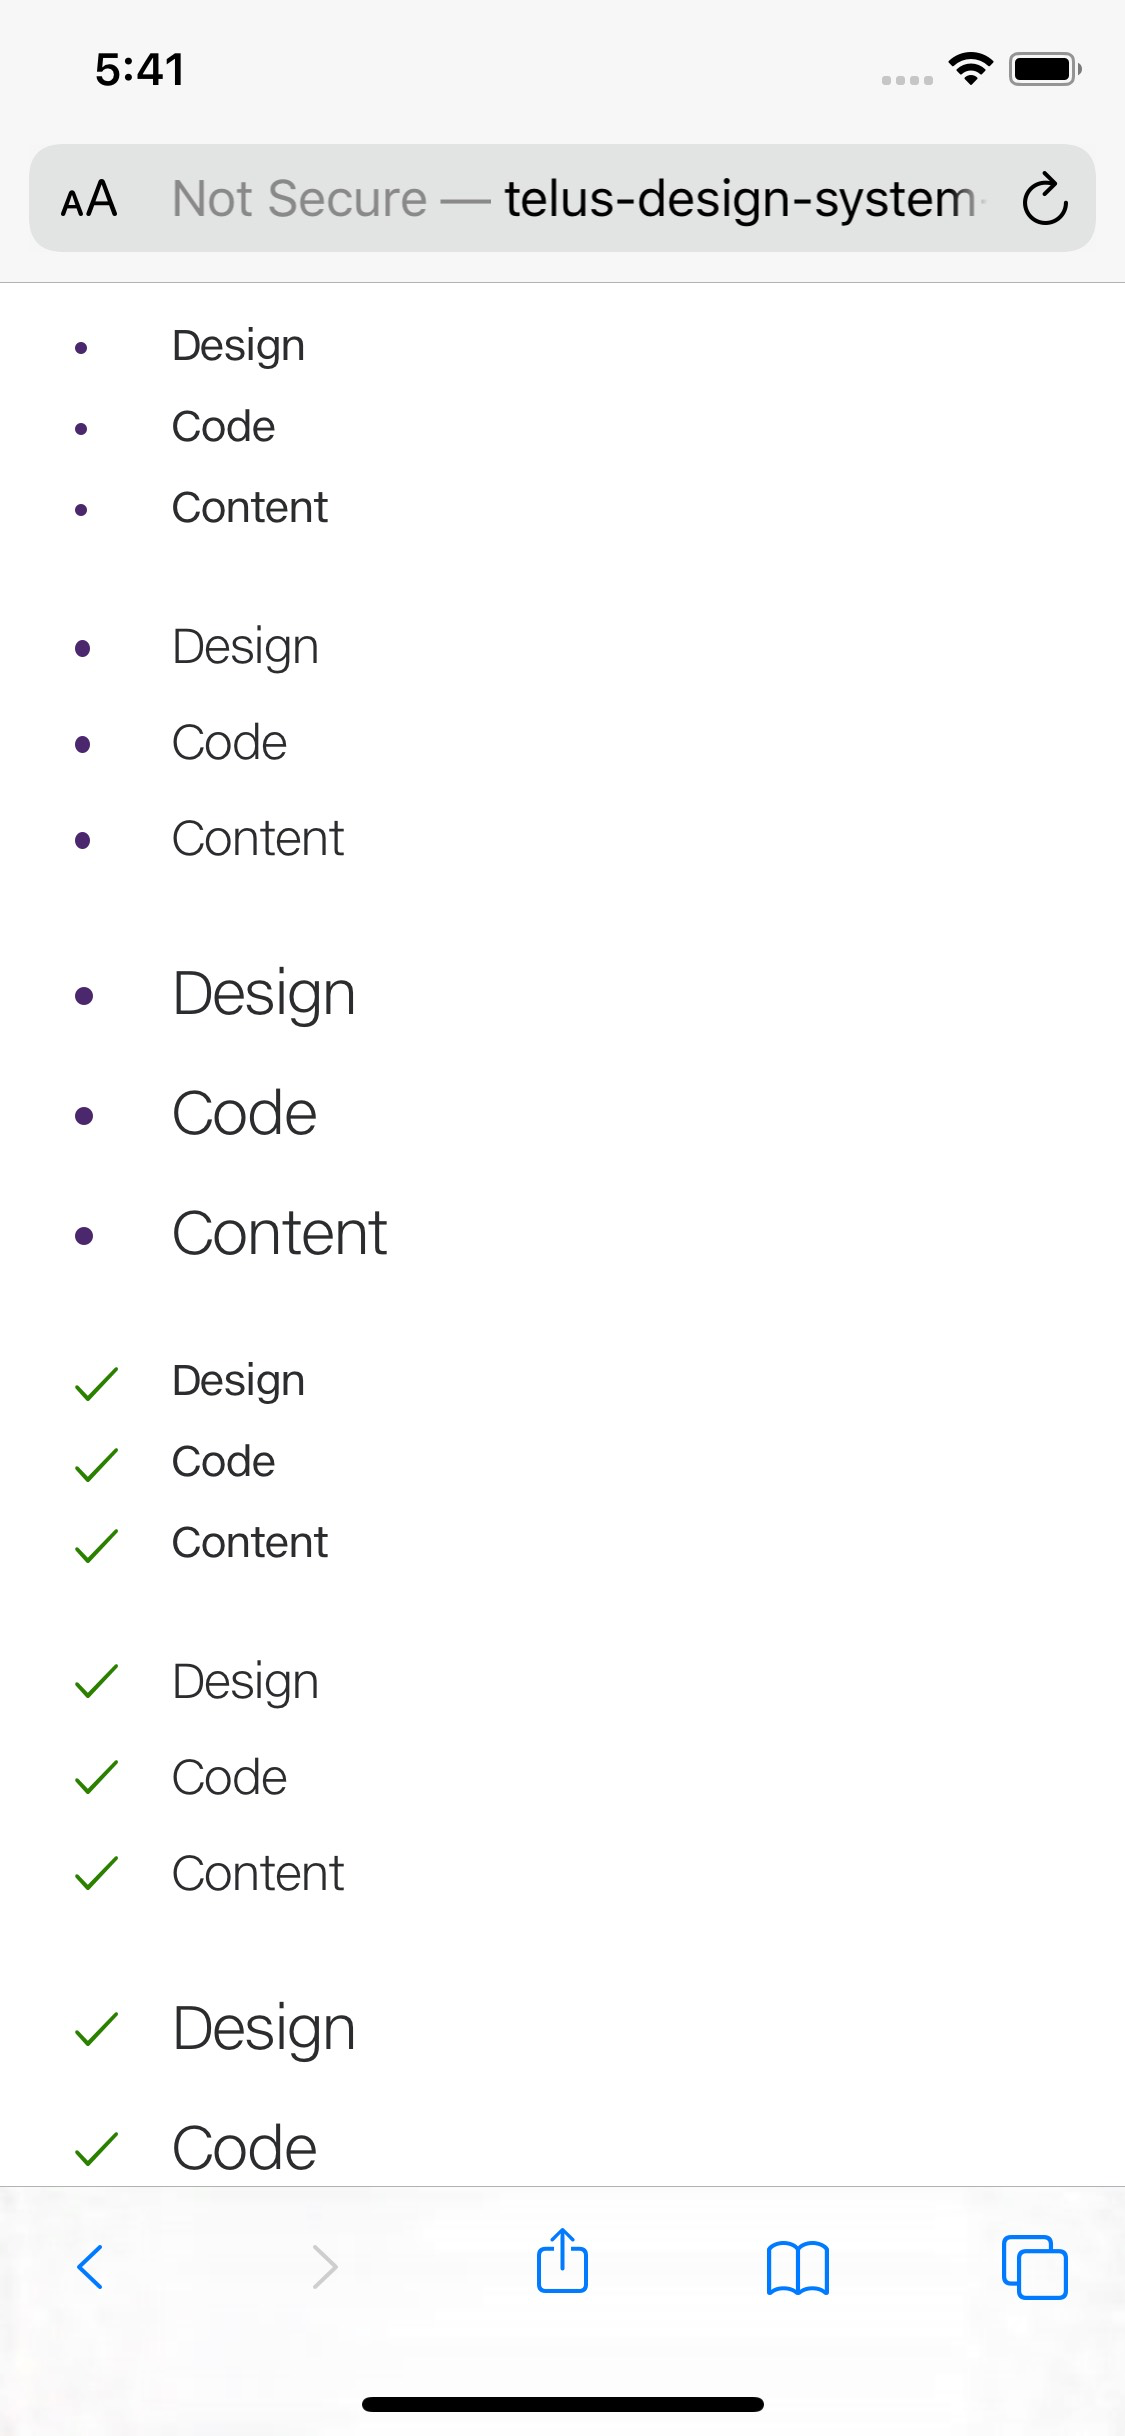 5:41
AA Not Secure — telus-design-system-
• Design
• Code
• Content
• Design
• Code
• Content
• Design
• Code
• Content
✓ Design
✓ Code
✓ Content
✓ Design
✓ Code
✓ Content
✓ Design
✓ Code